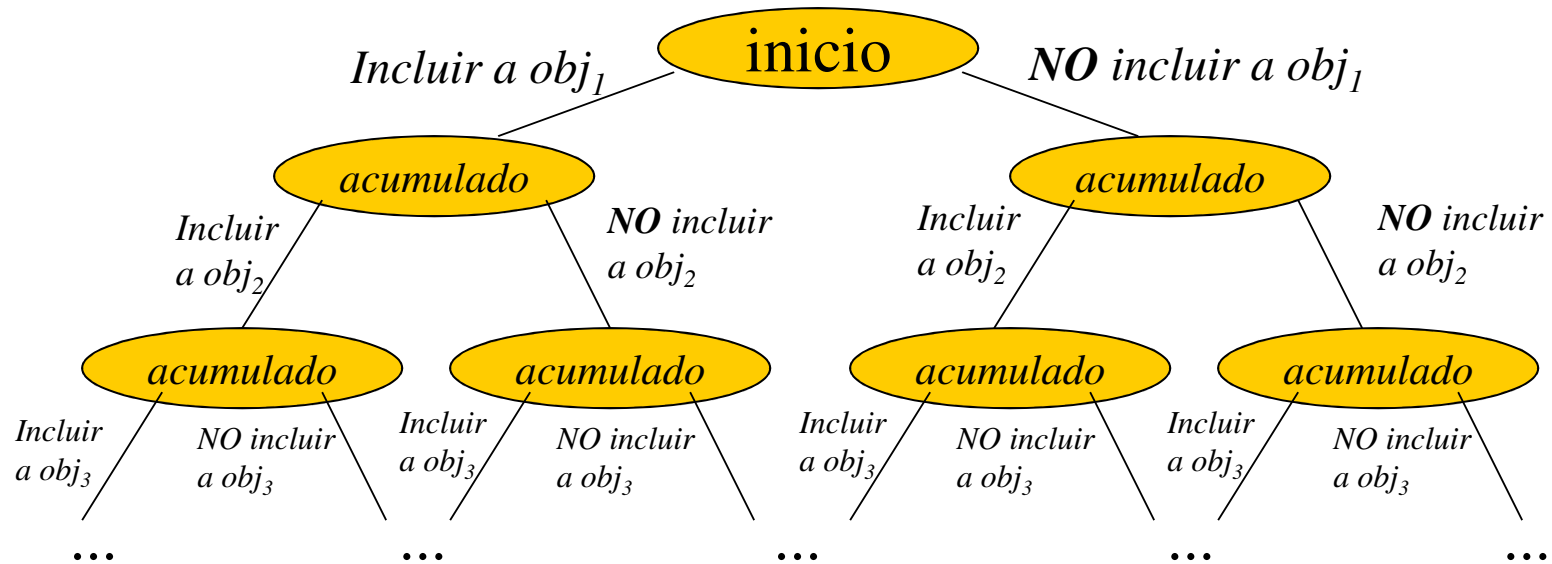 inicio
Incluir a obj1
NO incluir a obj1
acumulado
acumulado
Incluir
a obj2
NO incluir
a obj2
Incluir
a obj2
NO incluir
a obj2
acumulado
acumulado
acumulado
acumulado
Incluir
a obj3
NO incluir
a obj3
Incluir
a obj3
NO incluir
a obj3
Incluir
a obj3
NO incluir
a obj3
Incluir
a obj3
NO incluir
a obj3
... ... ... ... ...